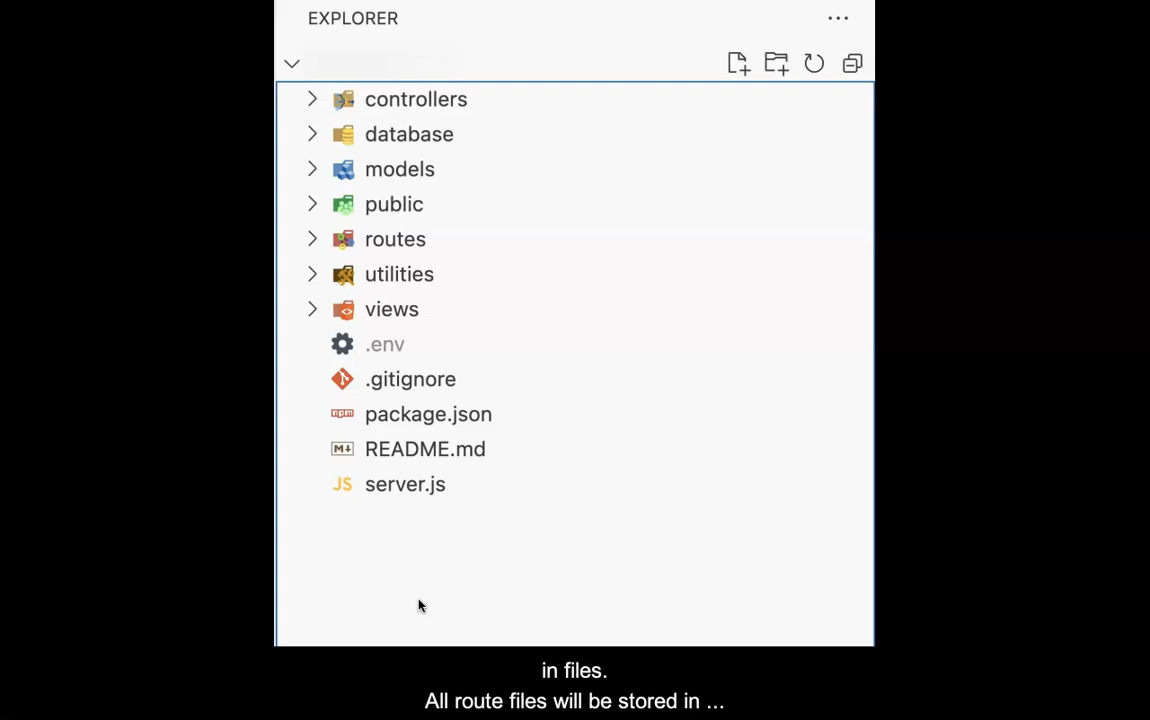 EXPLORER
controllers
database
models
public
routes
utilities
views
.env
.gitignore
package.json
README.md
JS server.js
in files.
All route files will be stored in ...